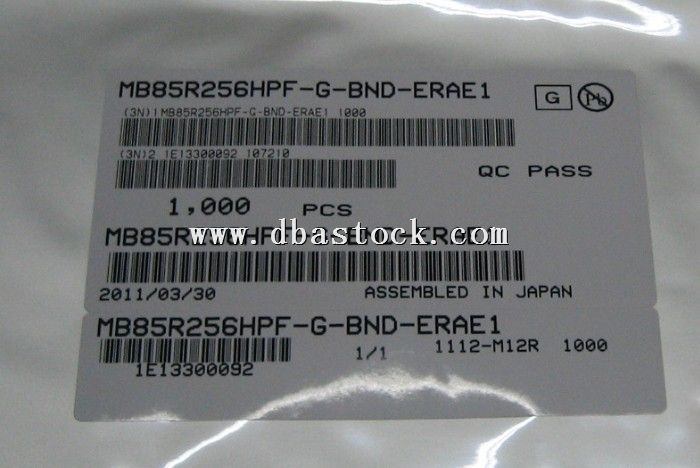 MB85R256HPF-G-BND-ERAE1
G Pb
(3N)1 MB85R256HPF-G-BND-ERAE1 1000
(3N)2 1E13300092 107210
QC PASS
1,000 PCS
www.dbastock.com
2011/03/30 ASSEMBLED IN JAPAN
MB85R256HPF-G-BND-ERAE1
1/1 1112-M12R 1000
1E13300092